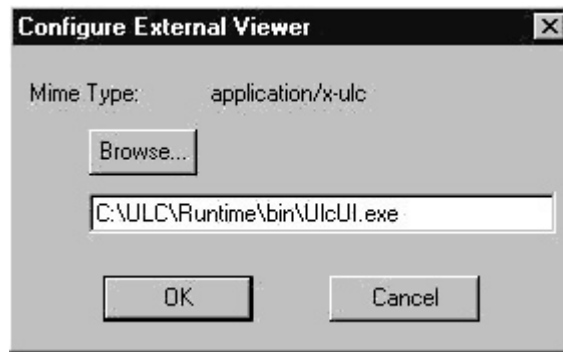 Configure External Viewer
Mime Type: application/x-ulc
Browse...
C:\ULC\Runtime\bin\UlcUI.exe
OK Cancel